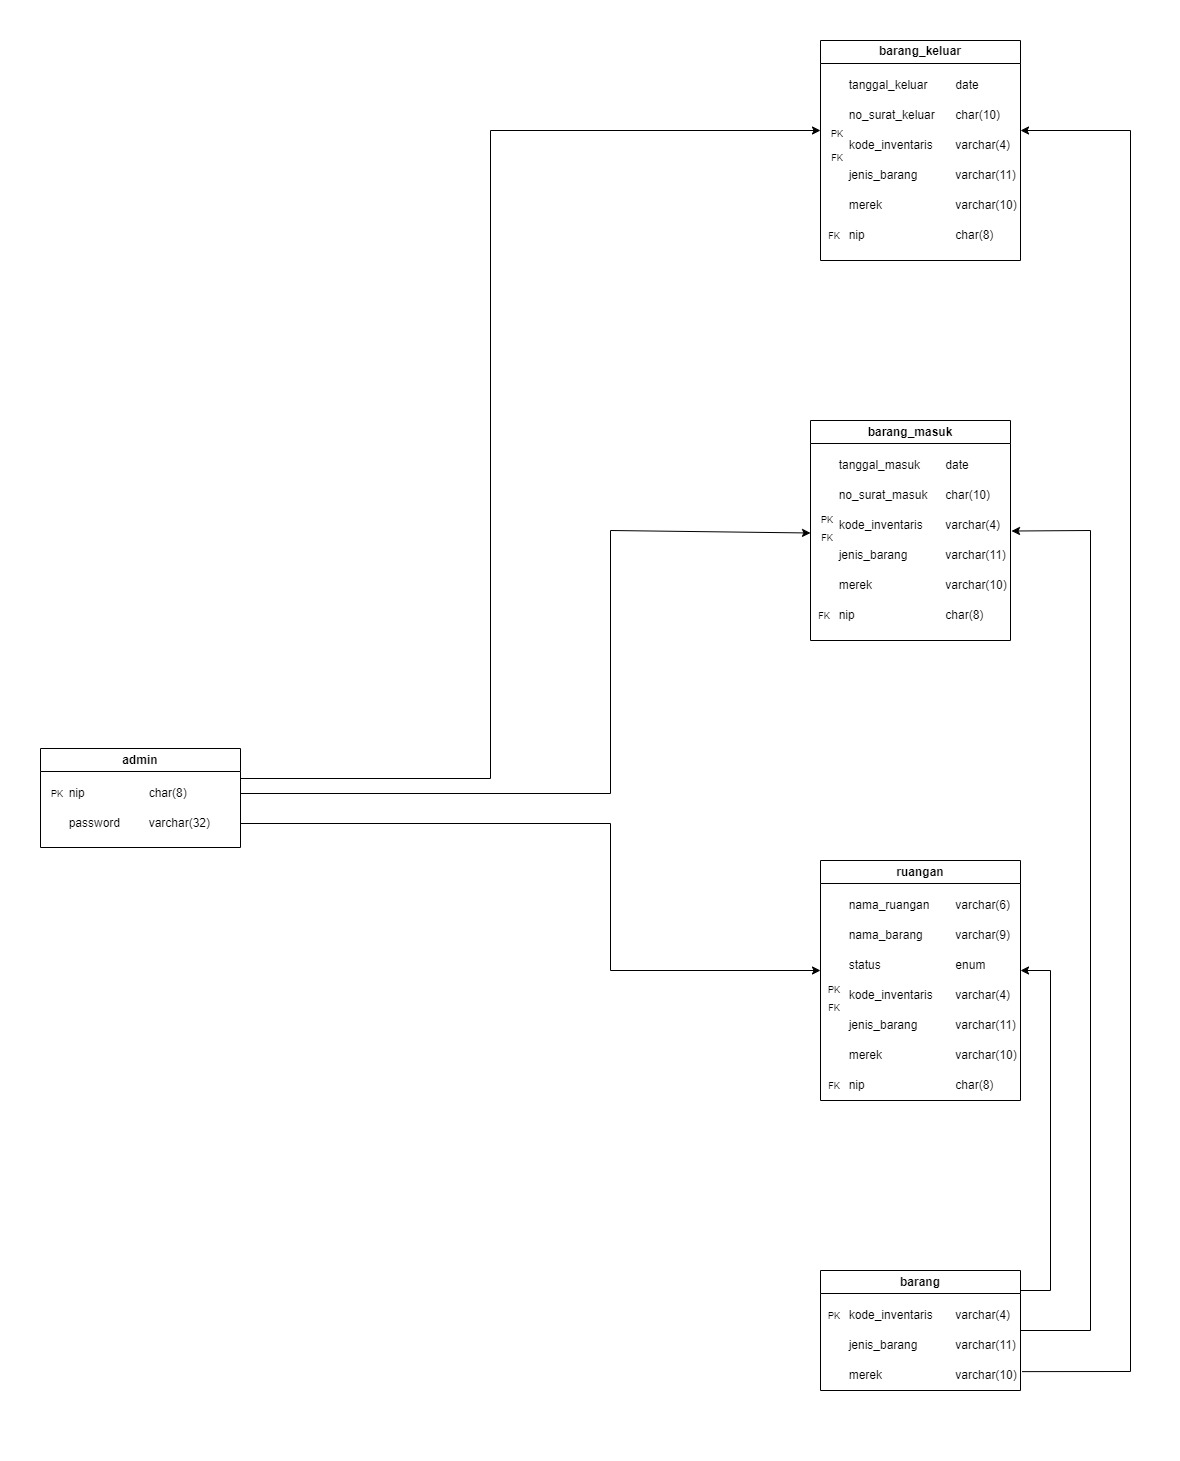 barang_keluar
tanggal_keluar date
no_surat_keluar char(10)
PK
kode_inventaris varchar(4)
FK
jenis_barang varchar(11)
merek varchar(10)
FK nip char(8)
barang_masuk
tanggal_masuk date
no_surat_masuk char(10)
PK
kode_inventaris varchar(4)
FK
jenis_barang varchar(11)
merek varchar(10)
FK nip char(8)
admin
PK nip char(8)
password varchar(32)
ruangan
nama_ruangan varchar(6)
nama_barang varchar(9)
status enum
PK
kode_inventaris varchar(4)
FK
jenis_barang varchar(11)
merek varchar(10)
FK nip char(8)
barang
PK kode_inventaris varchar(4)
jenis_barang varchar(11)
merek varchar(10)